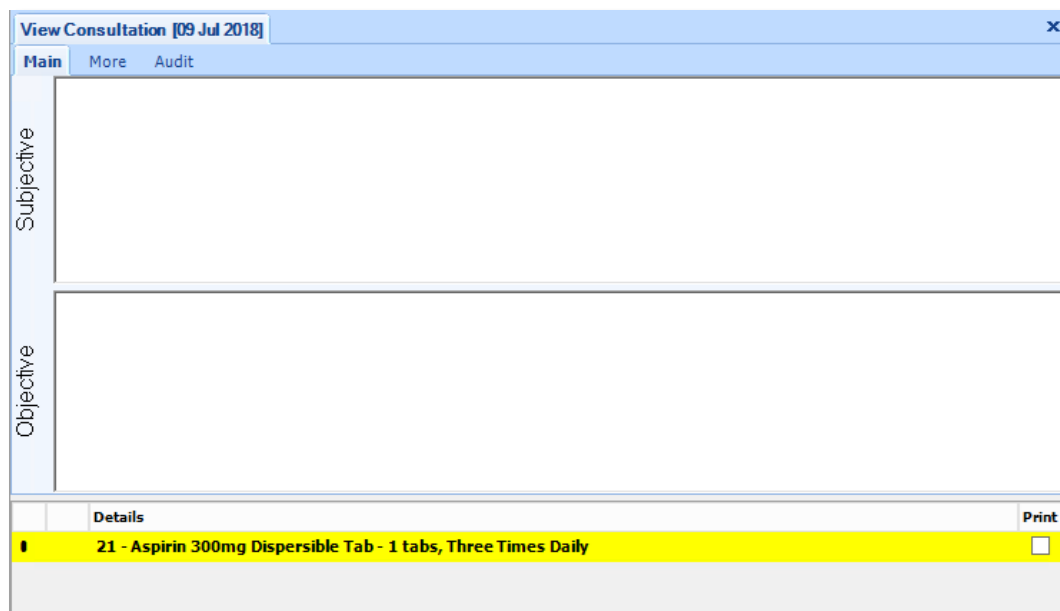 View Consultation [09 Jul 2018] x
Main More Audit
Subjective
Objective
Details Print
21 - Aspirin 300mg Dispersible Tab - 1 tabs, Three Times Daily